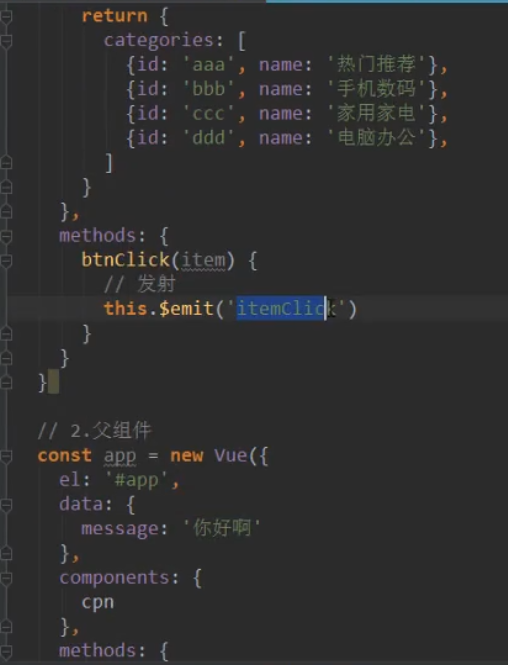 return {
categories: [
{id: 'aaa', name: '热门推荐'},
{id: 'bbb', name: '手机数码'},
{id: 'ccc', name: '家用家电'},
{id: 'ddd', name: '电脑办公'},
]
}
},
methods: {
btnClick(item) {
// 发射
this.$emit('itemClick')
}
}
}
// 2.父组件
const app = new Vue({
el: '#app',
data: {
message: '你好啊'
},
components: {
cpn
},
methods: {